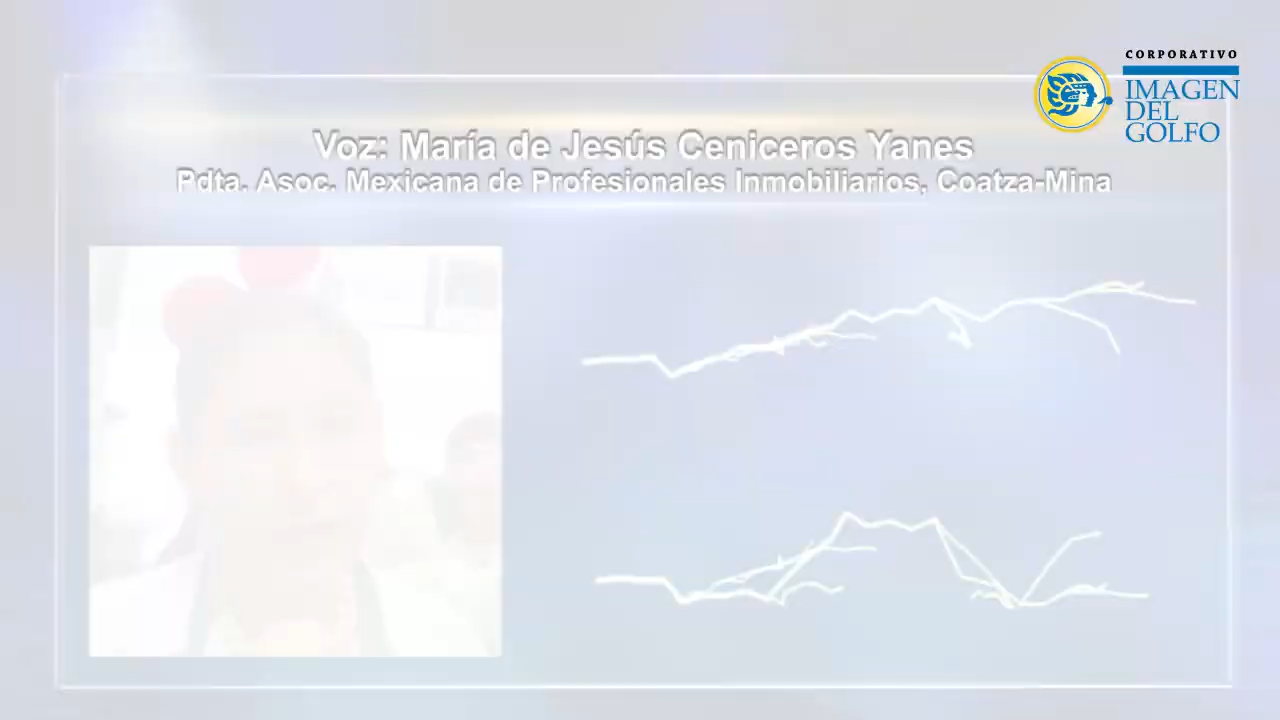 CORPORATIVO
IMAGEN
DEL
GOLFO
Voz: María de Jesús Ceniceros Yanes
Pdta. Asoc. Mexicana de Profesionales Inmobiliarios, Coatza-Mina